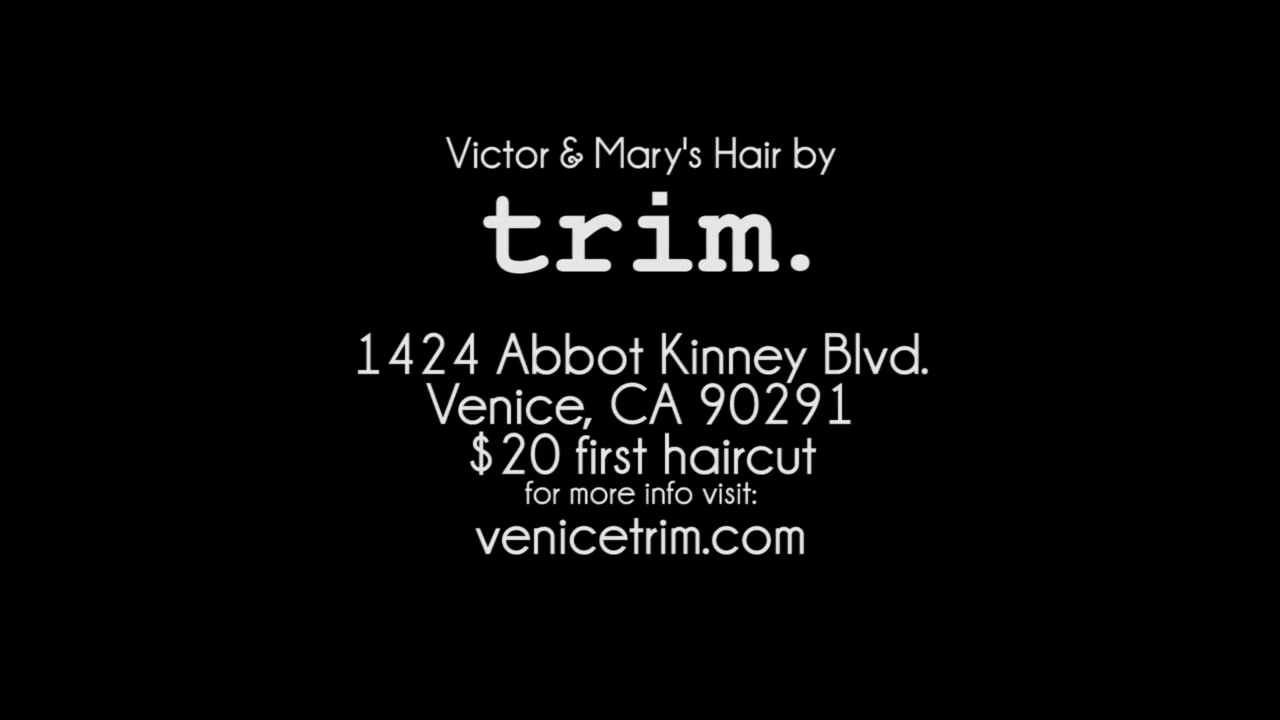 Victor & Mary's Hair by
trim.
1424 Abbot Kinney Blvd.
Venice, CA 90291
$20 first haircut
for more info visit:
venicetrim.com